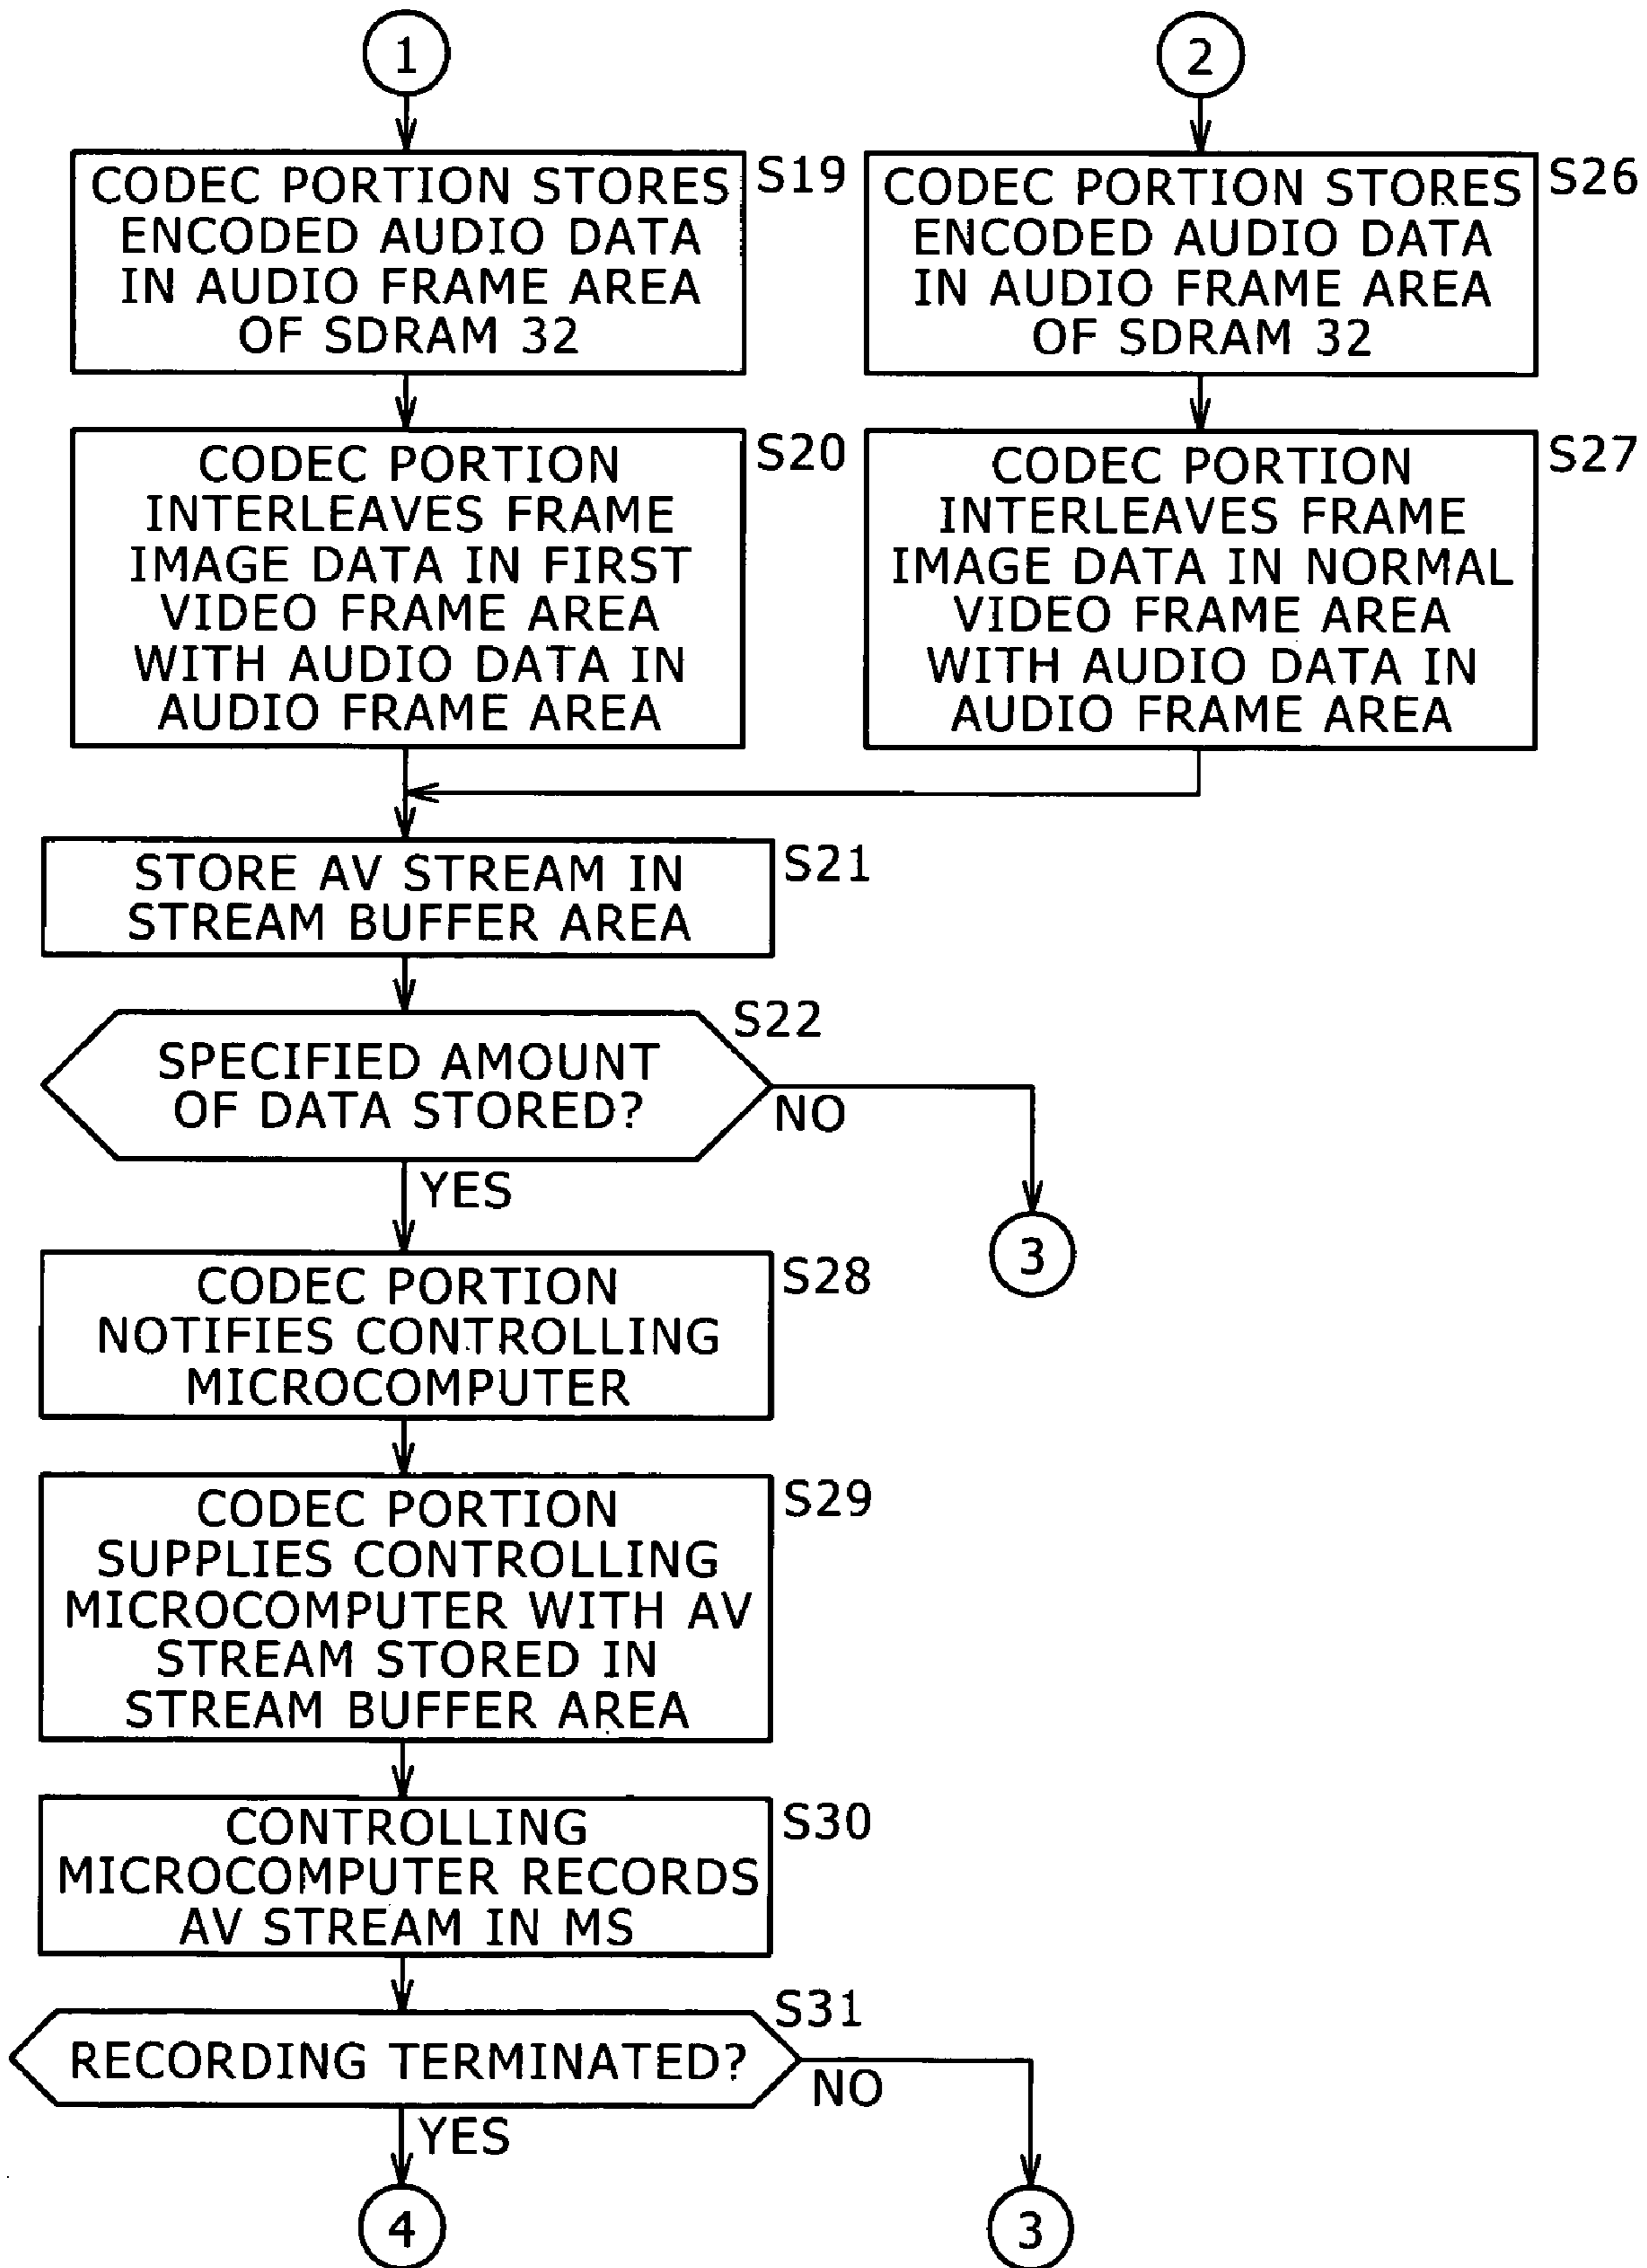 1
CODEC PORTION STORES
ENCODED AUDIO DATA
IN AUDIO FRAME AREA
OF SDRAM 32
S19
CODEC PORTION
INTERLEAVES FRAME
IMAGE DATA IN FIRST
VIDEO FRAME AREA
WITH AUDIO DATA IN
AUDIO FRAME AREA
S20
2
CODEC PORTION STORES
ENCODED AUDIO DATA
IN AUDIO FRAME AREA
OF SDRAM 32
S26
CODEC PORTION
INTERLEAVES FRAME
IMAGE DATA IN NORMAL
VIDEO FRAME AREA
WITH AUDIO DATA IN
AUDIO FRAME AREA
S27
STORE AV STREAM IN
STREAM BUFFER AREA
S21
SPECIFIED AMOUNT
OF DATA STORED?
S22
NO
3
YES
CODEC PORTION
NOTIFIES CONTROLLING
MICROCOMPUTER
S28
CODEC PORTION
SUPPLIES CONTROLLING
MICROCOMPUTER WITH AV
STREAM STORED IN
STREAM BUFFER AREA
S29
CONTROLLING
MICROCOMPUTER RECORDS
AV STREAM IN MS
S30
RECORDING TERMINATED?
S31
NO
3
YES
4